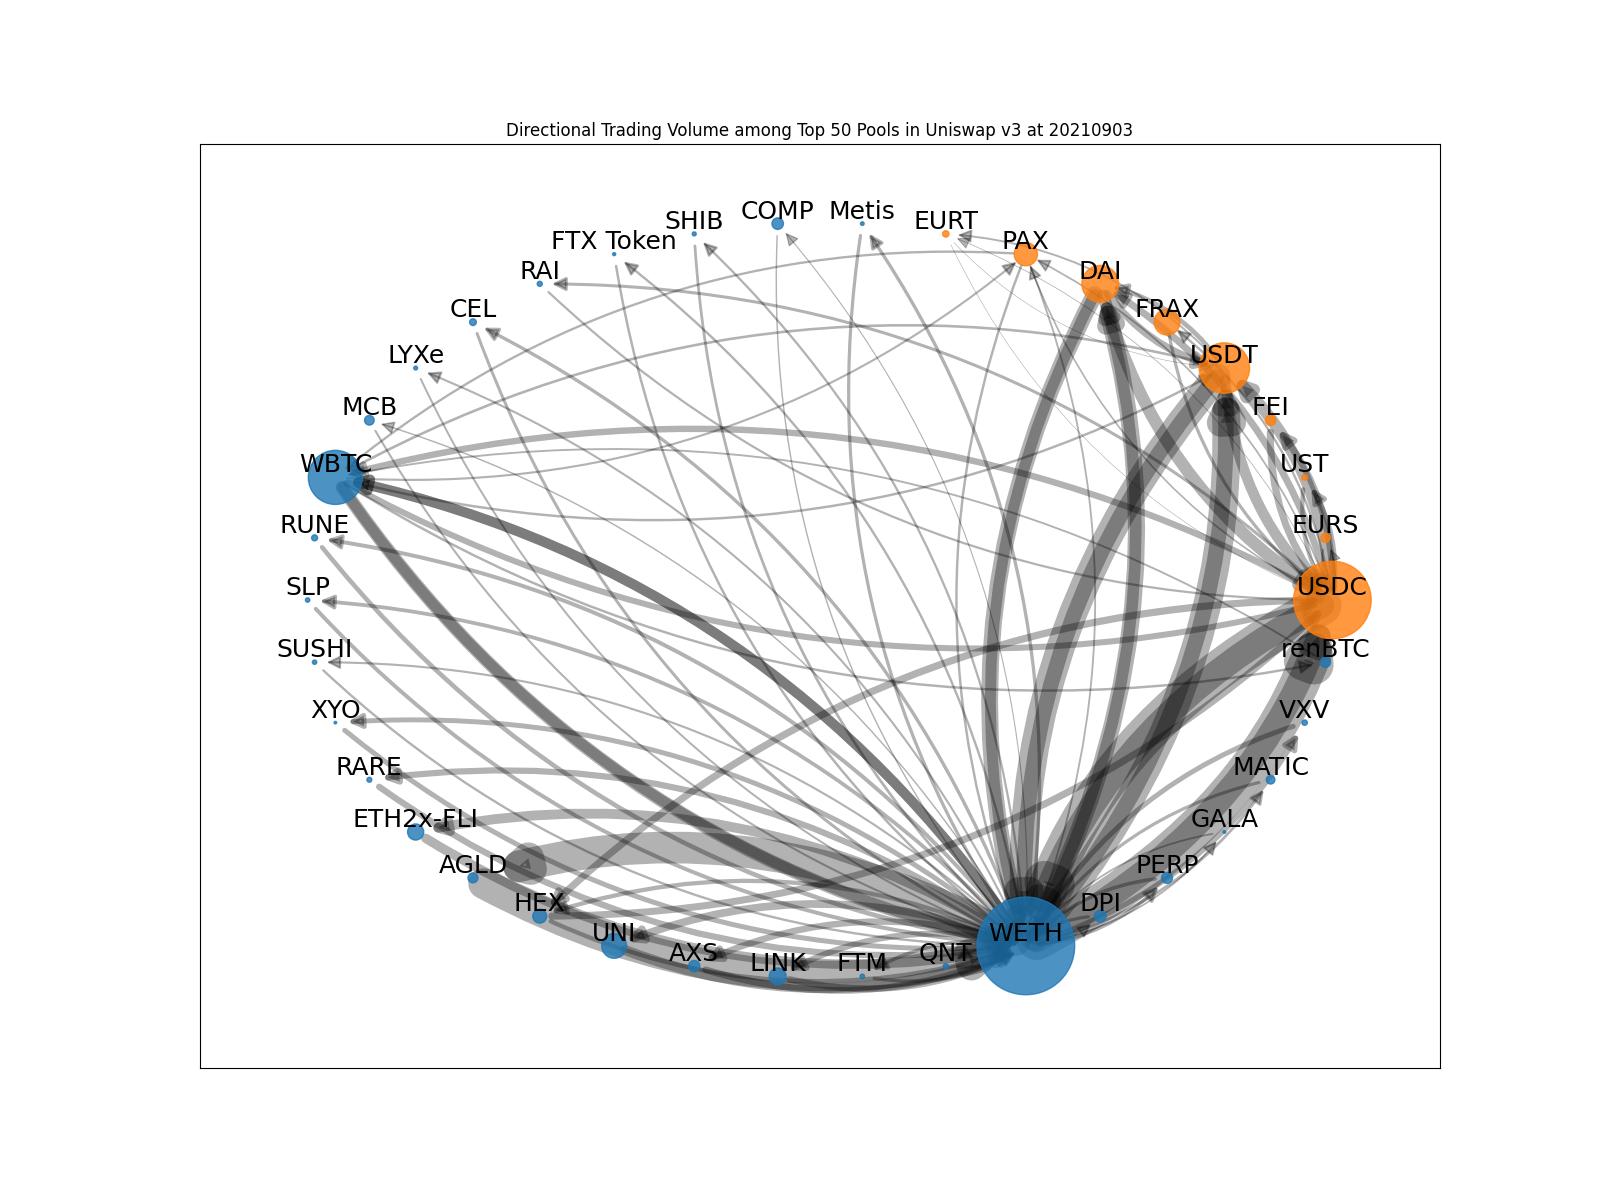 Directional Trading Volume among Top 50 Pools in Uniswap v3 at 20210903
COMP
Metis
SHIB
EURT
FTX Token
PAX
RAI
DAI
CEL
FRAX
LYXe
USDT
MCB
FEI
WBTC
UST
RUNE
EURS
SLP
USDC
SUSHI
renBTC
XYO
VXV
RARE
MATIC
ETH2x-FLI
GALA
AGLD
PERP
HEX
DPI
UNI
WETH
AXS
QNT
LINK
FTM